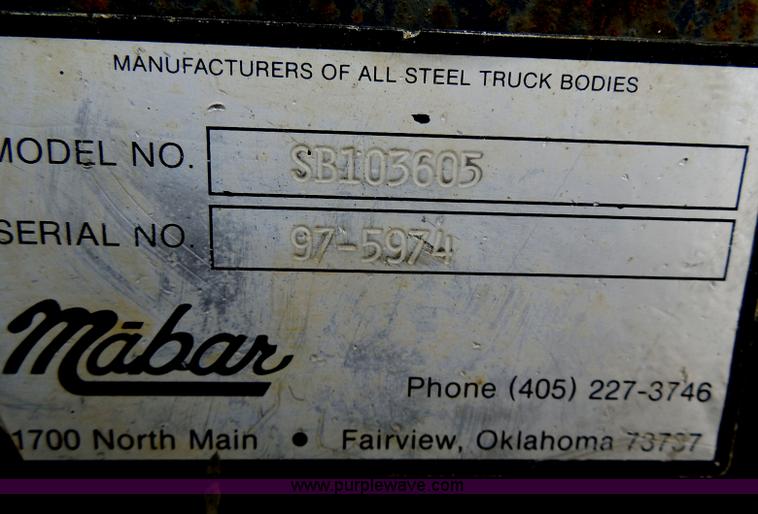 MANUFACTURERS OF ALL STEEL TRUCK BODIES
MODEL NO. SB103605
SERIAL NO. 97-5974
Mābar
Phone (405) 227-3746
1700 North Main • Fairview, Oklahoma 73737
www.purplewave.com